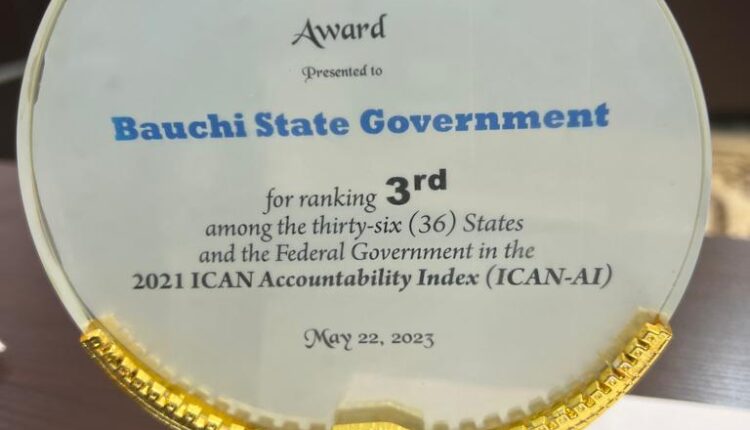 Award
Presented to
Bauchi State Government
for ranking 3rd
among the thirty-six (36) States
and the Federal Government in the
2021 ICAN Accountability Index (ICAN-AI)
May 22, 2023